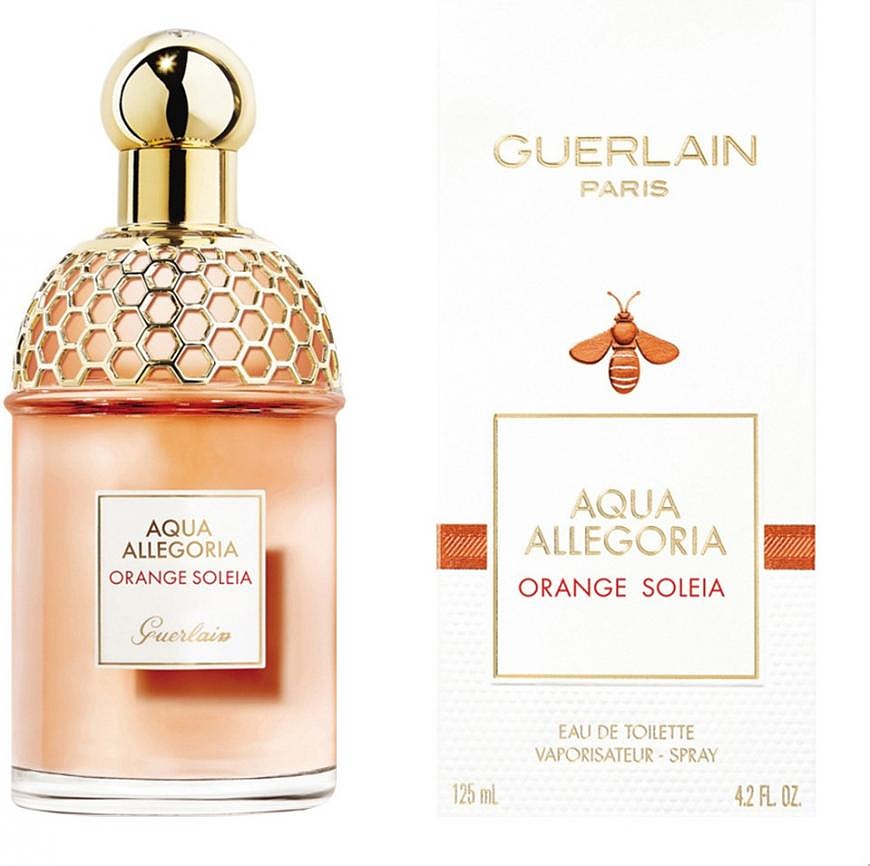 AQUA
ALLEGORIA
ORANGE SOLEIA
Guerlain
GUERLAIN
PARIS
AQUA
ALLEGORIA
ORANGE SOLEIA
EAU DE TOILETTE
VAPORISATEUR - SPRAY
125 mL 4.2 FL. OZ.